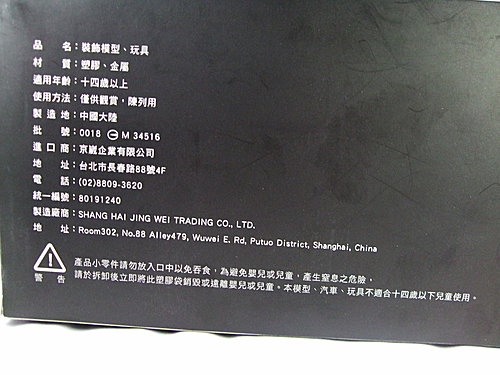 品　　名：裝飾模型、玩具
材　　質：塑膠、金屬
適用年齡：十四歲以上
使用方法：僅供觀賞，陳列用
製 造 地：中國大陸
批　　號：0018 M 34516
進 口 商：京崴企業有限公司
地　　址：台北市長春路88號4F
電　　話：(02)8809-3620
統一編號：80191240
製造廠商：SHANG HAI JING WEI TRADING CO., LTD.
地　　址：Room302, No.88 Alley479, Wuwei E. Rd, Putuo District, Shanghai, China
產品小零件請勿放入口中以免吞食，為避免嬰兒或兒童，產生窒息之危險，
請於拆卸後立即將此塑膠袋銷毀或遠離嬰兒或兒童。本模型、汽車、玩具不適合十四歲以下兒童使用。
警 告